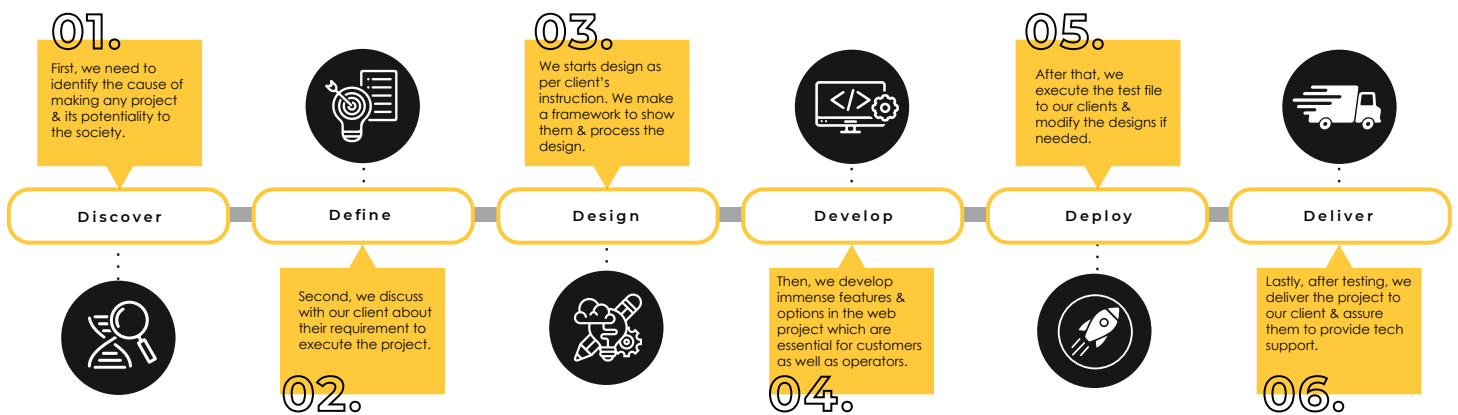 01.
First, we need to
identify the cause of
making any project
& its potentiality to
the society.
Discover
Define
Second, we discuss
with our client about
their requirement to
execute the project.
02.
03.
We starts design as
per client's
instruction. We make
a framework to show
them & process the
design.
Design
</>
Develop
Then, we develop
immense features &
options in the web
project which are
essential for customers
as well as operators.
04.
05.
After that, we
execute the test file
to our clients &
modify the designs if
needed.
Deploy
Deliver
Lastly, after testing, we
deliver the project to
our client & assure
them to provide tech
support.
06.